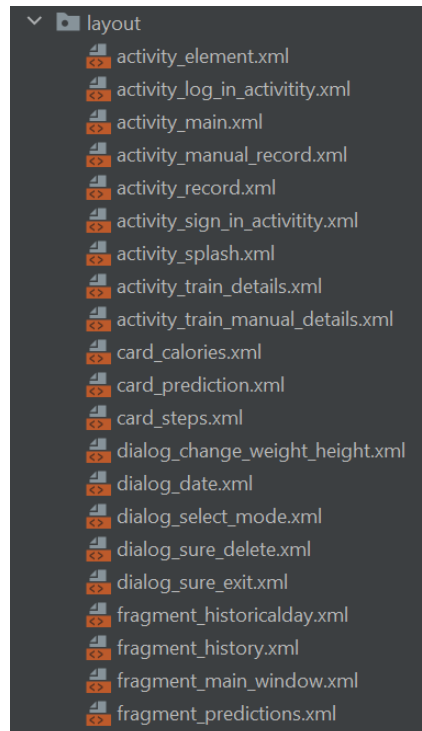 layout
activity_element.xml
activity_log_in_activitity.xml
activity_main.xml
activity_manual_record.xml
activity_record.xml
activity_sign_in_activitity.xml
activity_splash.xml
activity_train_details.xml
activity_train_manual_details.xml
card_calories.xml
card_prediction.xml
card_steps.xml
dialog_change_weight_height.xml
dialog_date.xml
dialog_select_mode.xml
dialog_sure_delete.xml
dialog_sure_exit.xml
fragment_historicalday.xml
fragment_history.xml
fragment_main_window.xml
fragment_predictions.xml